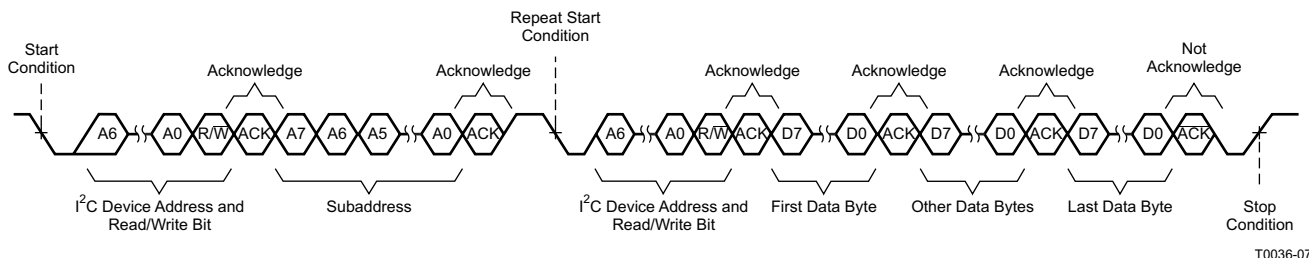 Repeat Start
Condition
Start
Condition
Not
Acknowledge
Acknowledge Acknowledge Acknowledge Acknowledge Acknowledge
A6 A0 R/W̅ ACK A7 A6 A5 A0 ACK A6 A0 R/W̅ ACK D7 D0 ACK D7 D0 ACK D7 D0 A̅C̅K̅
I²C Device Address and
Read/Write Bit
Subaddress
I²C Device Address and
Read/Write Bit
First Data Byte
Other Data Bytes
Last Data Byte
Stop
Condition
T0036-07